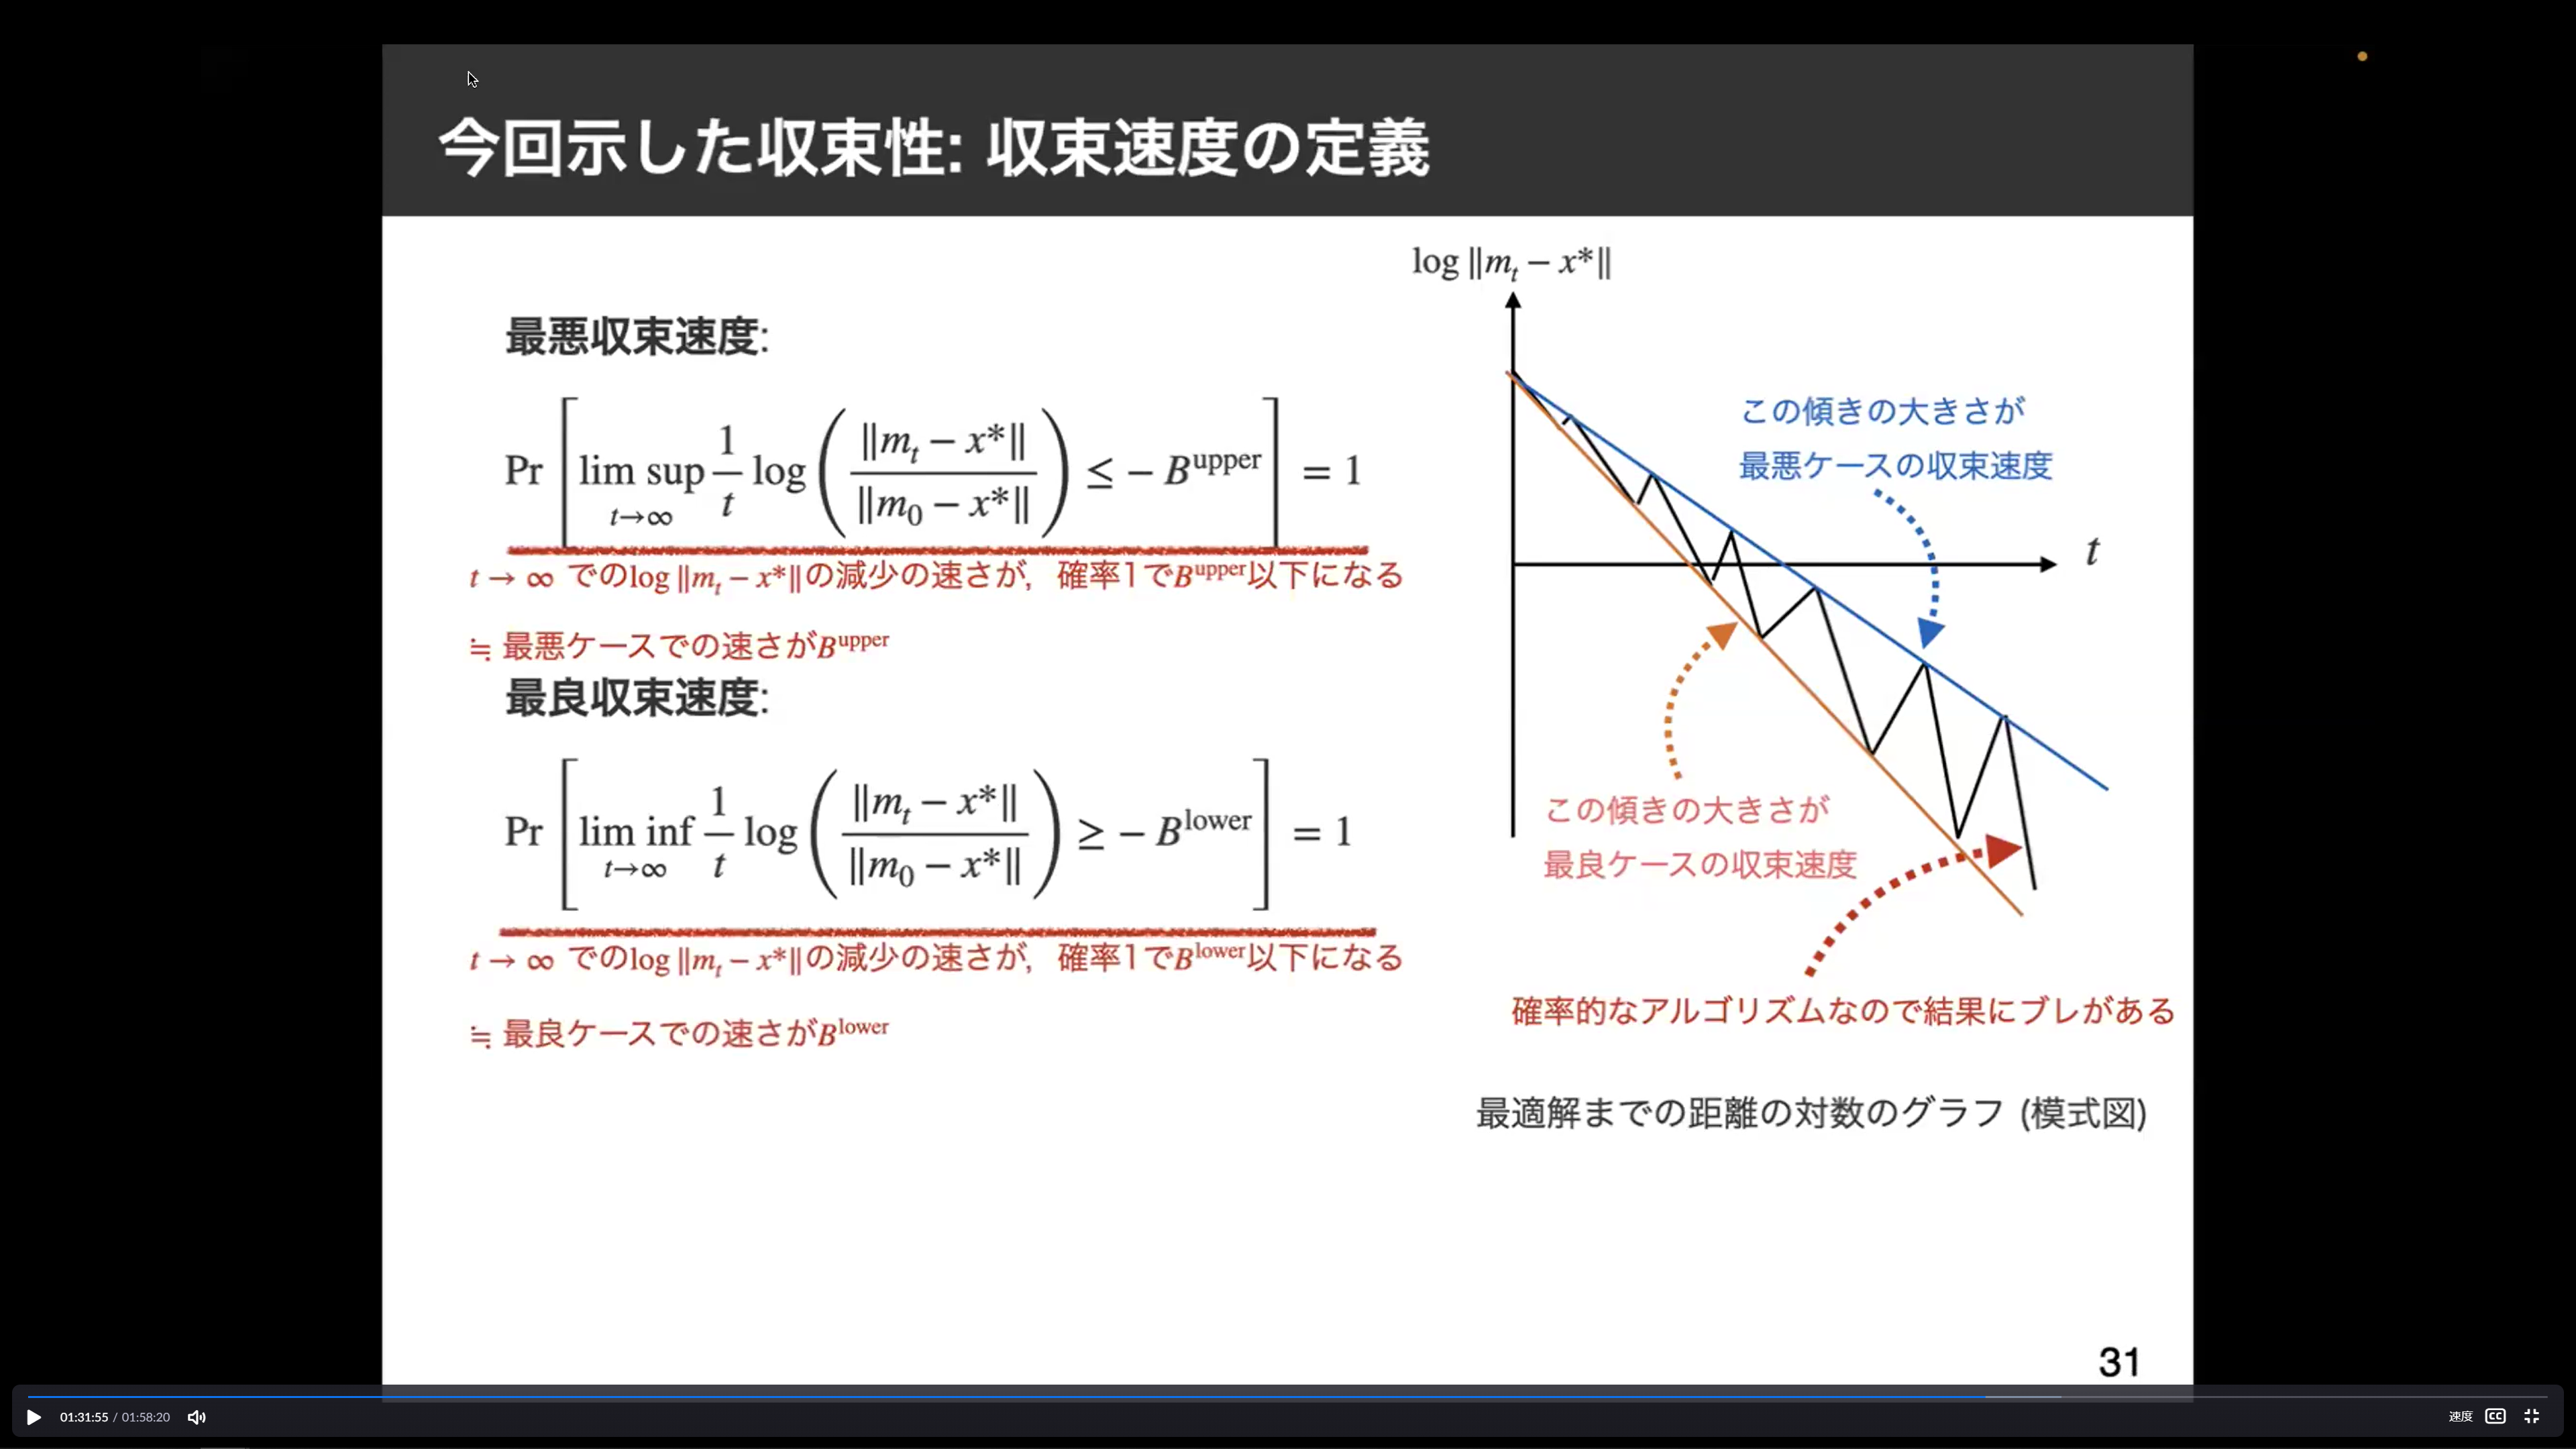 今回示した収束性: 収束速度の定義
最悪収束速度:
Pr [ lim sup_{t→∞} 1/t log ( ‖m_t − x*‖ / ‖m_0 − x*‖ ) ≤ − B^upper ] = 1
t → ∞ でのlog ‖m_t − x*‖の減少の速さが, 確率1でB^upper以下になる
≒ 最悪ケースでの速さがB^upper
最良収束速度:
Pr [ lim inf_{t→∞} 1/t log ( ‖m_t − x*‖ / ‖m_0 − x*‖ ) ≥ − B^lower ] = 1
t → ∞ でのlog ‖m_t − x*‖の減少の速さが, 確率1でB^lower以下になる
≒ 最良ケースでの速さがB^lower
log ‖m_t − x*‖
この傾きの大きさが
最悪ケースの収束速度
t
この傾きの大きさが
最良ケースの収束速度
確率的なアルゴリズムなので結果にブレがある
最適解までの距離の対数のグラフ (模式図)
31
01:31:55 / 01:58:20
速度
CC